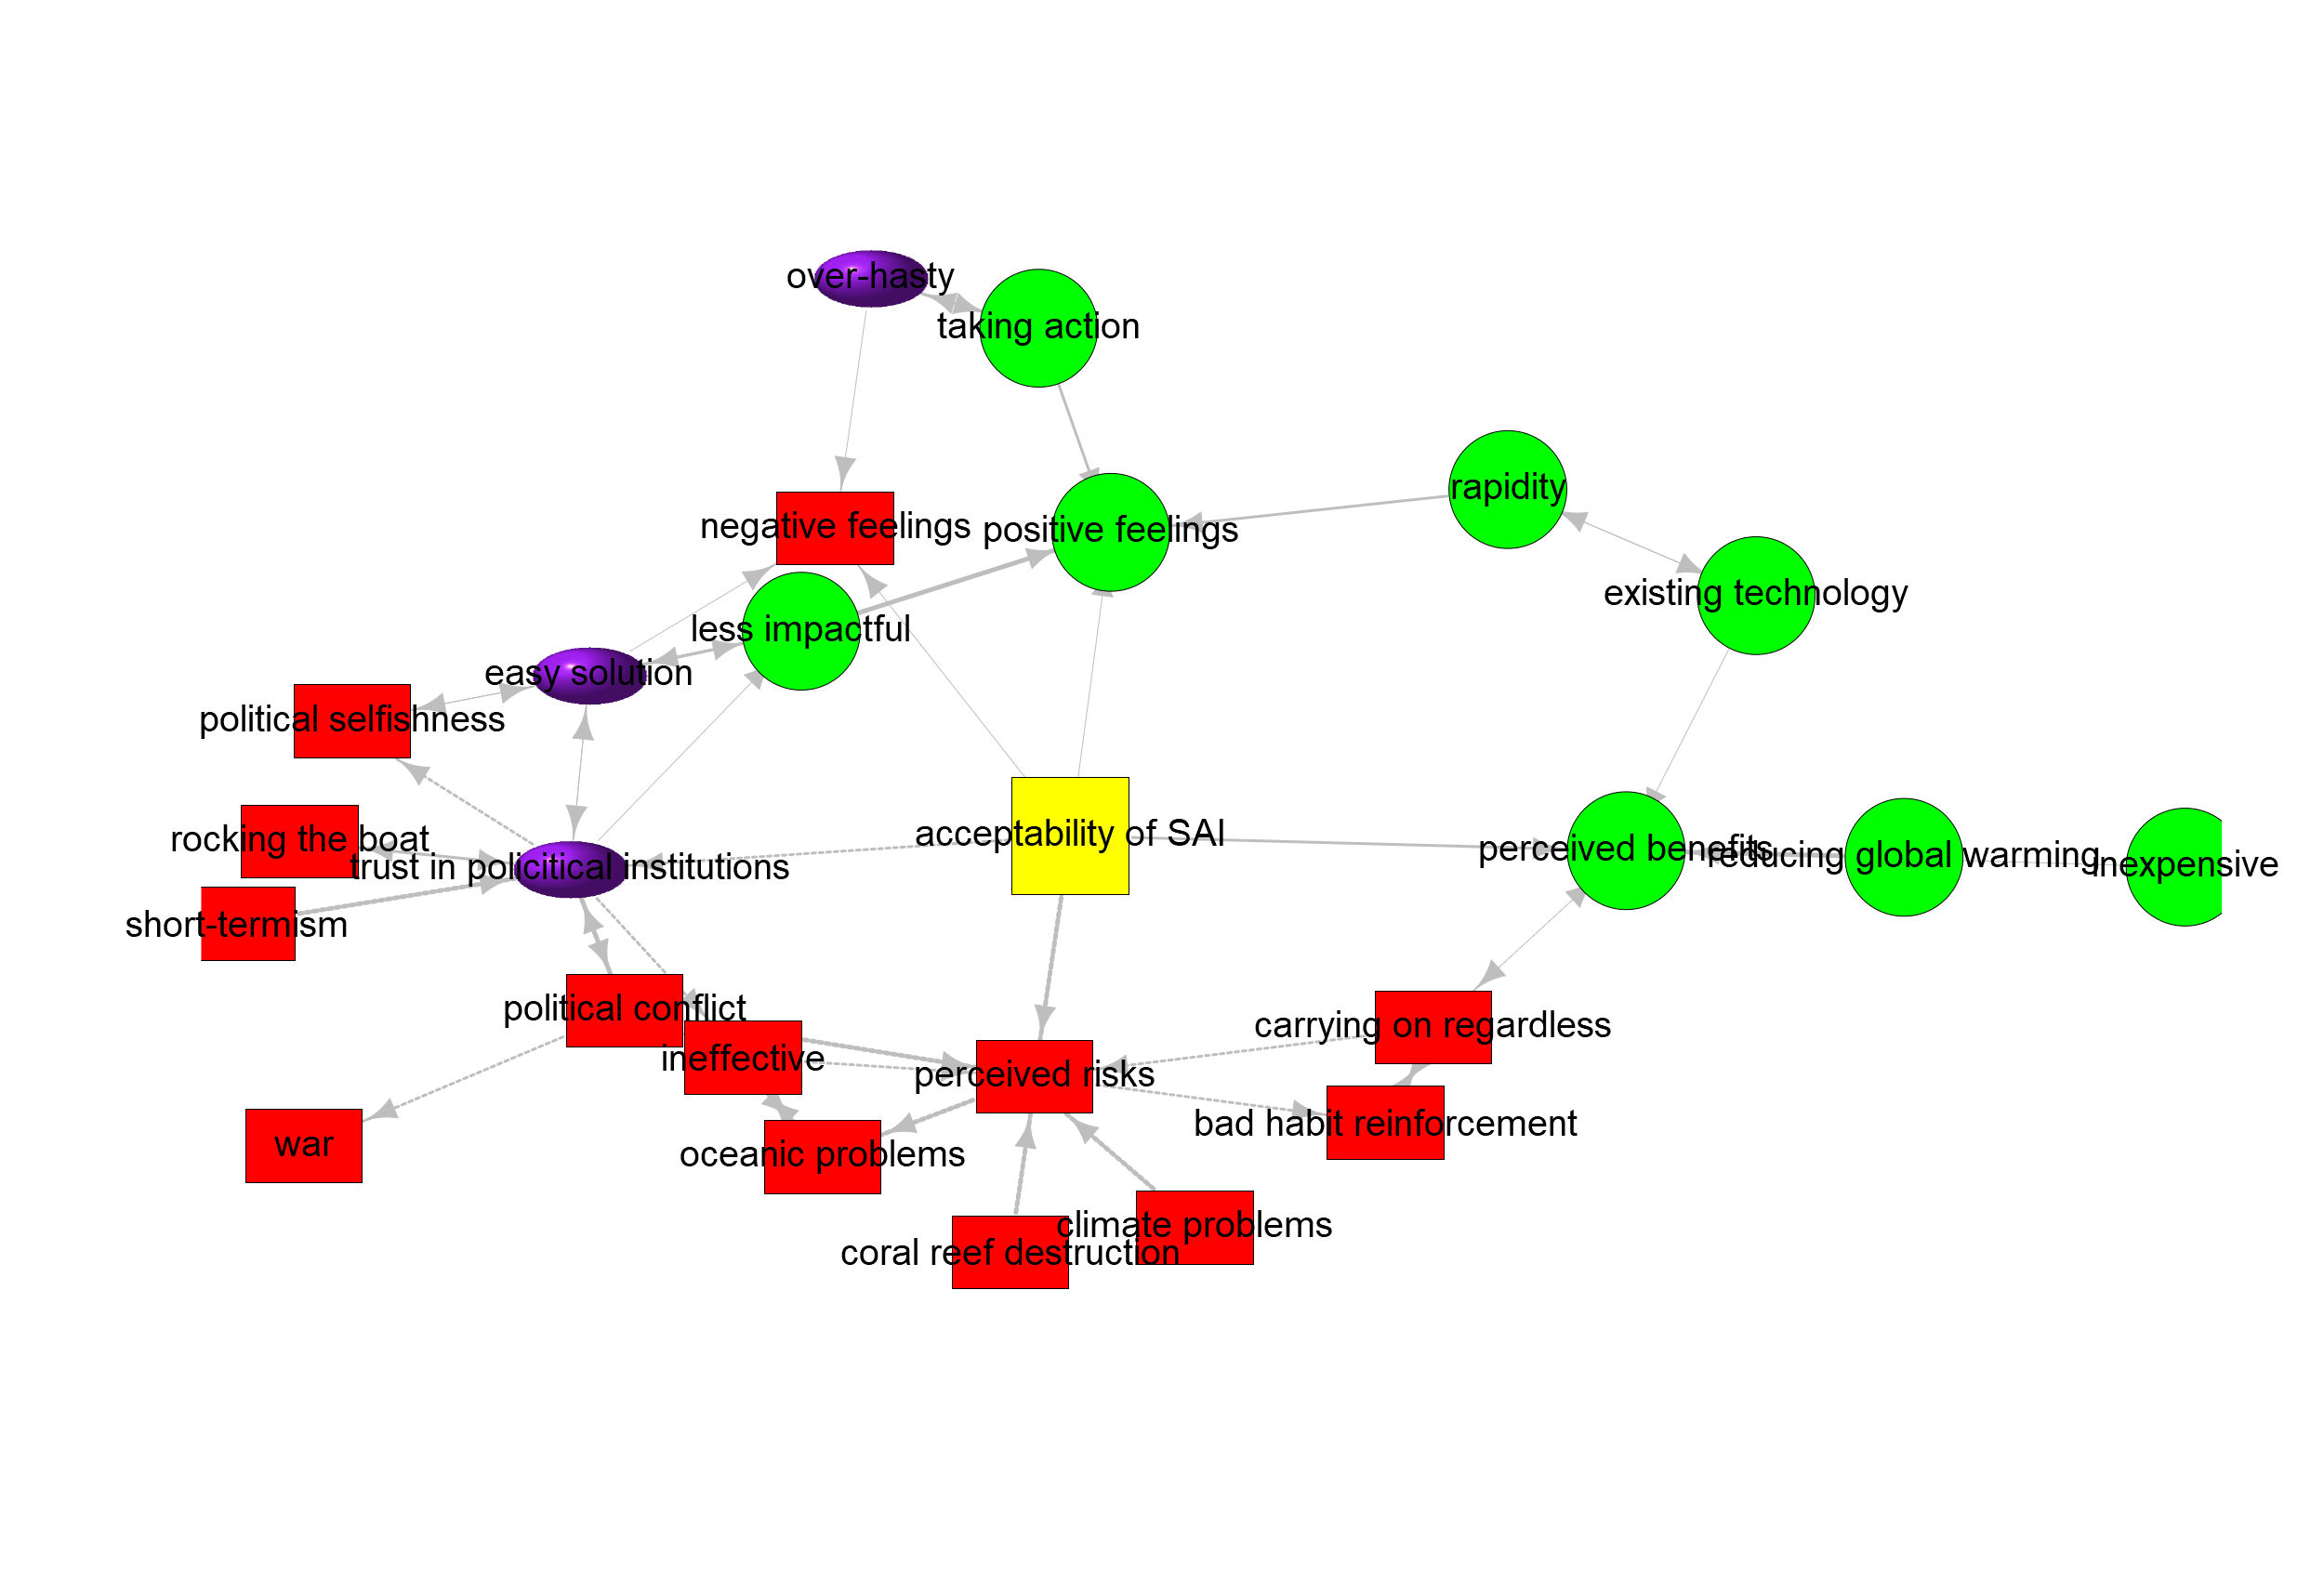 over-hasty
taking action
rapidity
negative feelings
positive feelings
existing technology
less impactful
easy solution
political selfishness
acceptability of SAI
rocking the boat
perceived benefits
reducing global warming
inexpensive
trust in policitical institutions
short-termism
political conflict
carrying on regardless
ineffective
perceived risks
bad habit reinforcement
war
oceanic problems
climate problems
coral reef destruction